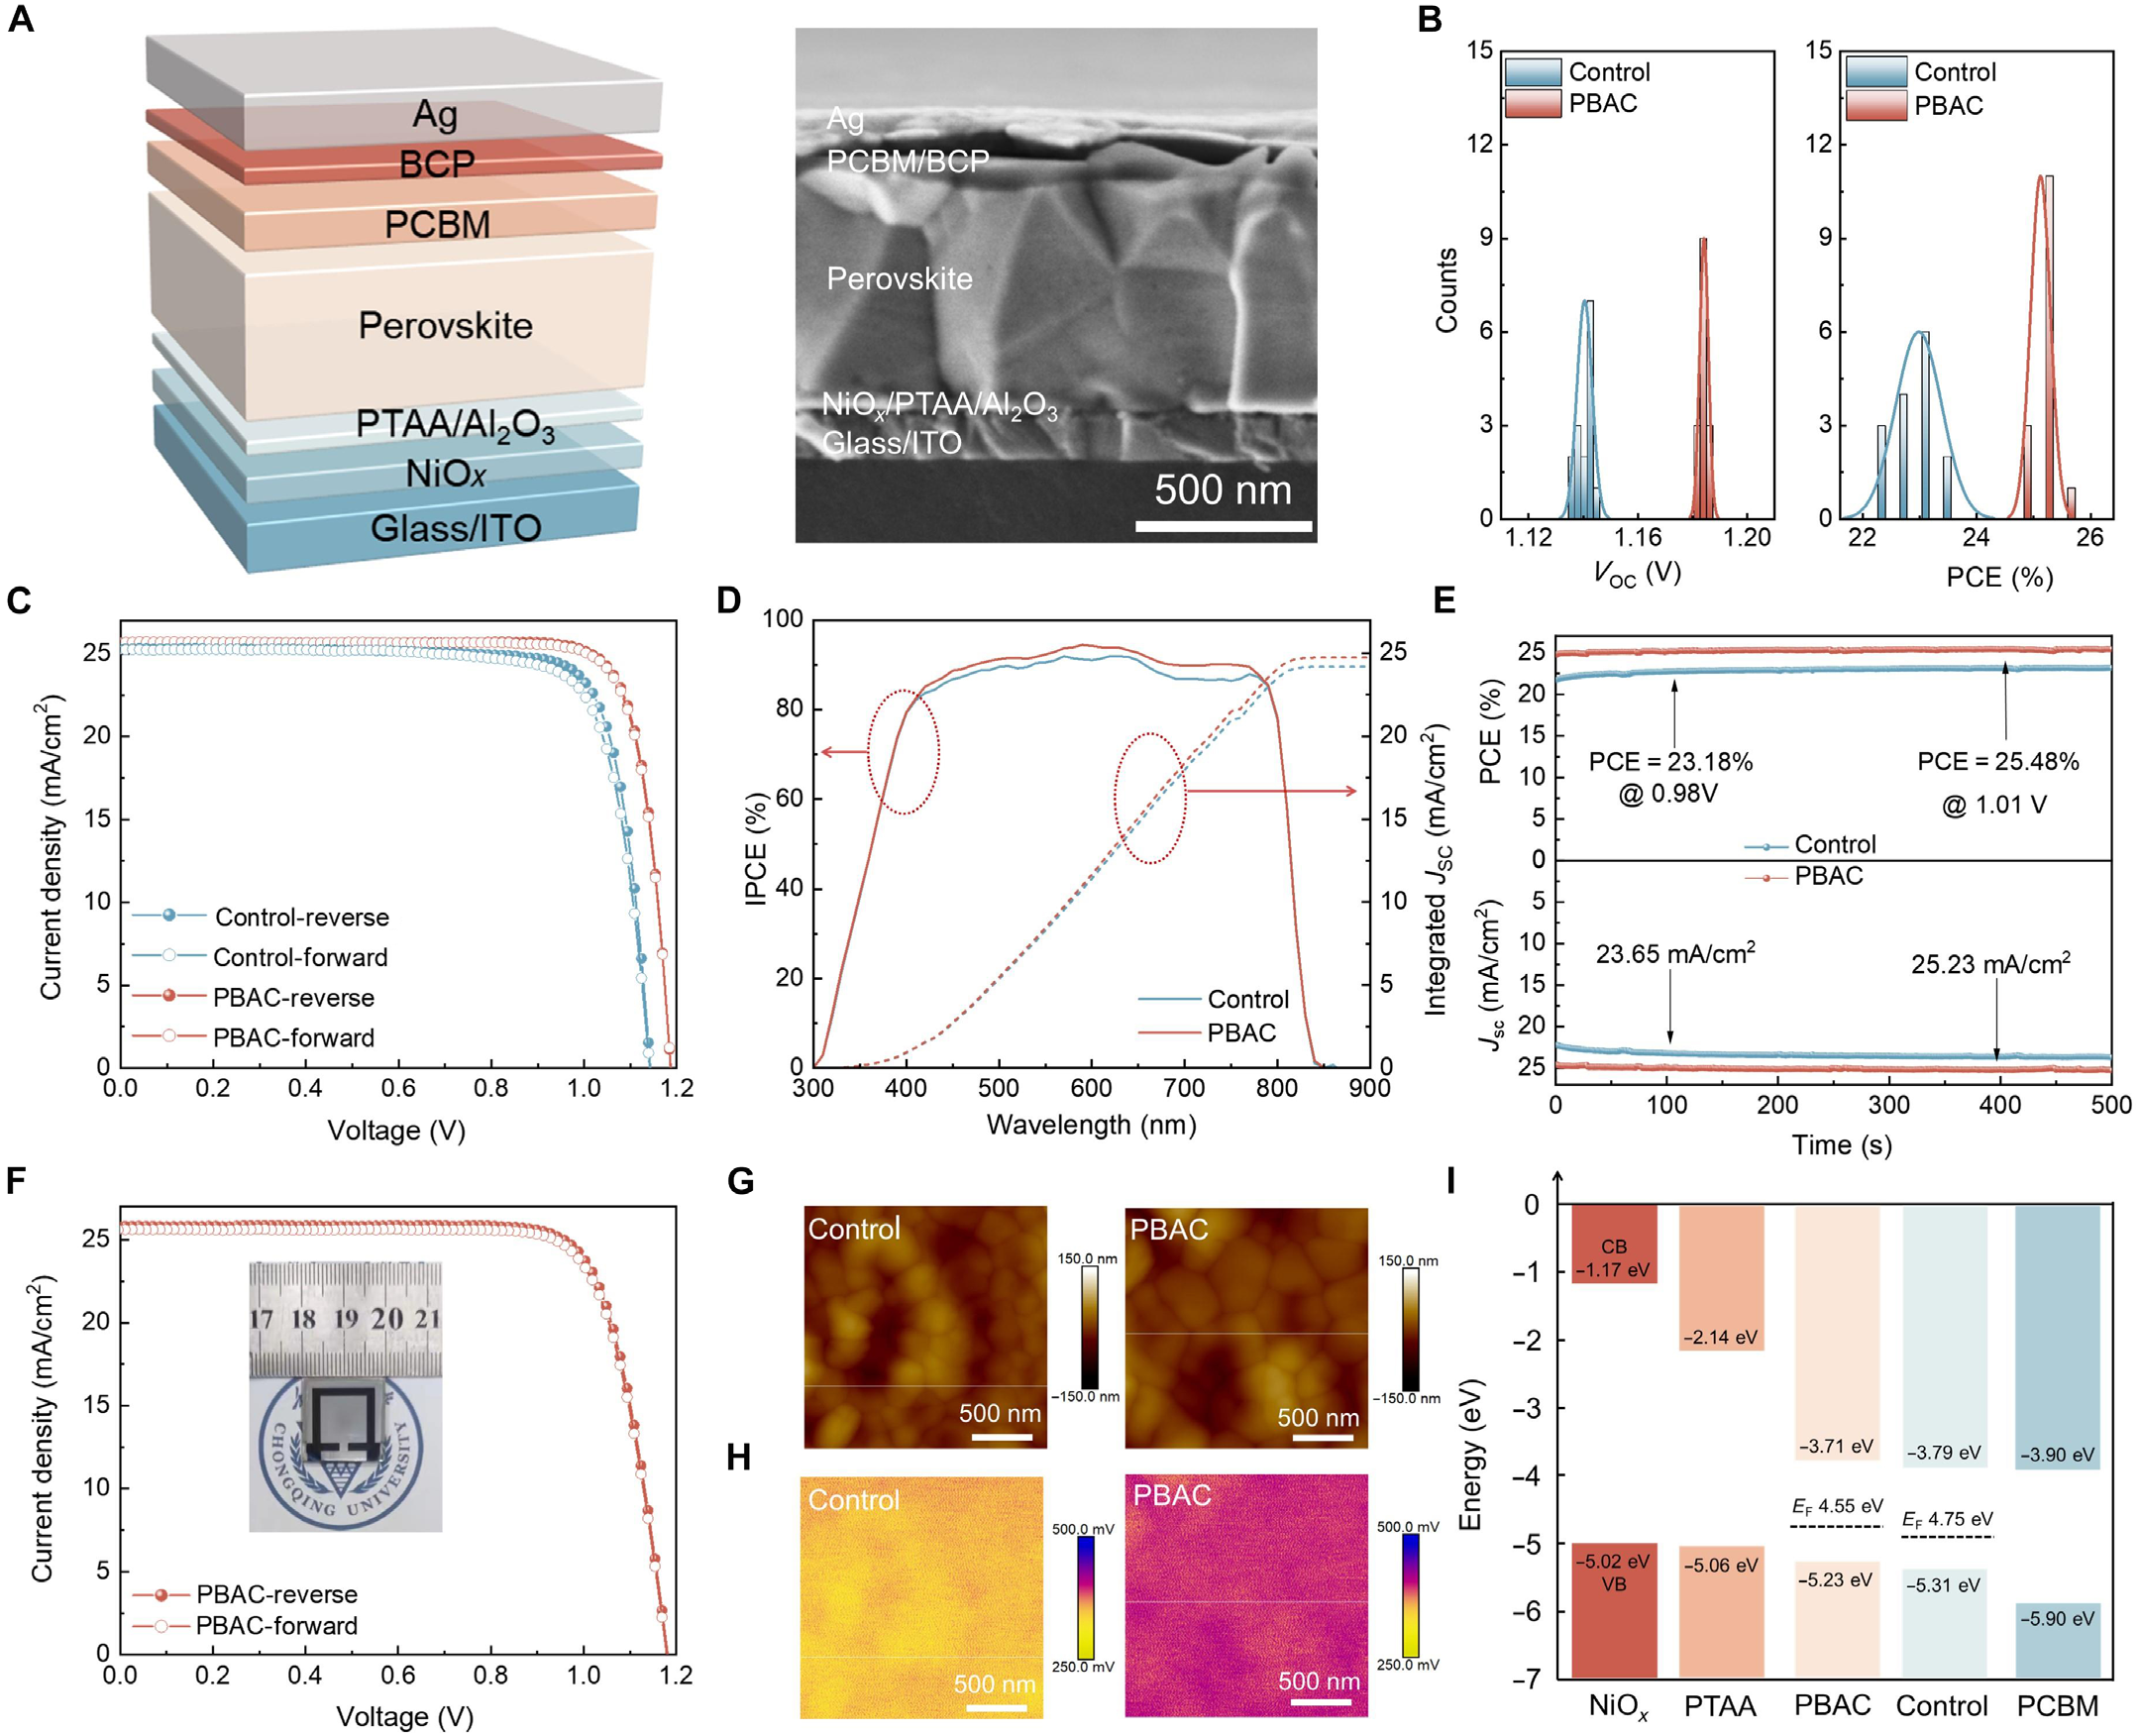 A
Ag
BCP
PCBM
Perovskite
PTAA/Al₂O₃
NiOx
Glass/ITO
Ag
PCBM/BCP
Perovskite
NiOₓ/PTAA/Al₂O₃
Glass/ITO
500 nm
B
Counts
15
12
9
6
3
0
Control
PBAC
1.12
1.16
1.20
V_OC (V)
15
12
9
6
3
0
Control
PBAC
22
24
26
PCE (%)
C
Current density (mA/cm²)
25
20
15
10
5
0
Control-reverse
Control-forward
PBAC-reverse
PBAC-forward
0.0
0.2
0.4
0.6
0.8
1.0
1.2
Voltage (V)
D
IPCE (%)
100
80
60
40
20
0
Control
PBAC
300
400
500
600
700
800
900
Wavelength (nm)
25
20
15
10
5
0
Integrated J_SC (mA/cm²)
E
PCE (%)
25
20
15
10
5
0
PCE = 23.18%
@ 0.98V
PCE = 25.48%
@ 1.01 V
Control
PBAC
J_sc (mA/cm²)
5
10
15
20
25
23.65 mA/cm²
25.23 mA/cm²
0
100
200
300
400
500
Time (s)
F
Current density (mA/cm²)
25
20
15
10
5
0
17 18 19 20 21
CHONGQING UNIVERSITY
PBAC-reverse
PBAC-forward
0.0
0.2
0.4
0.6
0.8
1.0
1.2
Voltage (V)
G
Control
500 nm
150.0 nm
−150.0 nm
PBAC
500 nm
150.0 nm
−150.0 nm
H
Control
500 nm
500.0 mV
250.0 mV
PBAC
500 nm
500.0 mV
250.0 mV
I
Energy (eV)
0
−1
−2
−3
−4
−5
−6
−7
CB
−1.17 eV
−2.14 eV
−3.71 eV
−3.79 eV
−3.90 eV
E_F 4.55 eV
E_F 4.75 eV
−5.02 eV
VB
−5.06 eV
−5.23 eV
−5.31 eV
−5.90 eV
NiOₓ
PTAA
PBAC
Control
PCBM